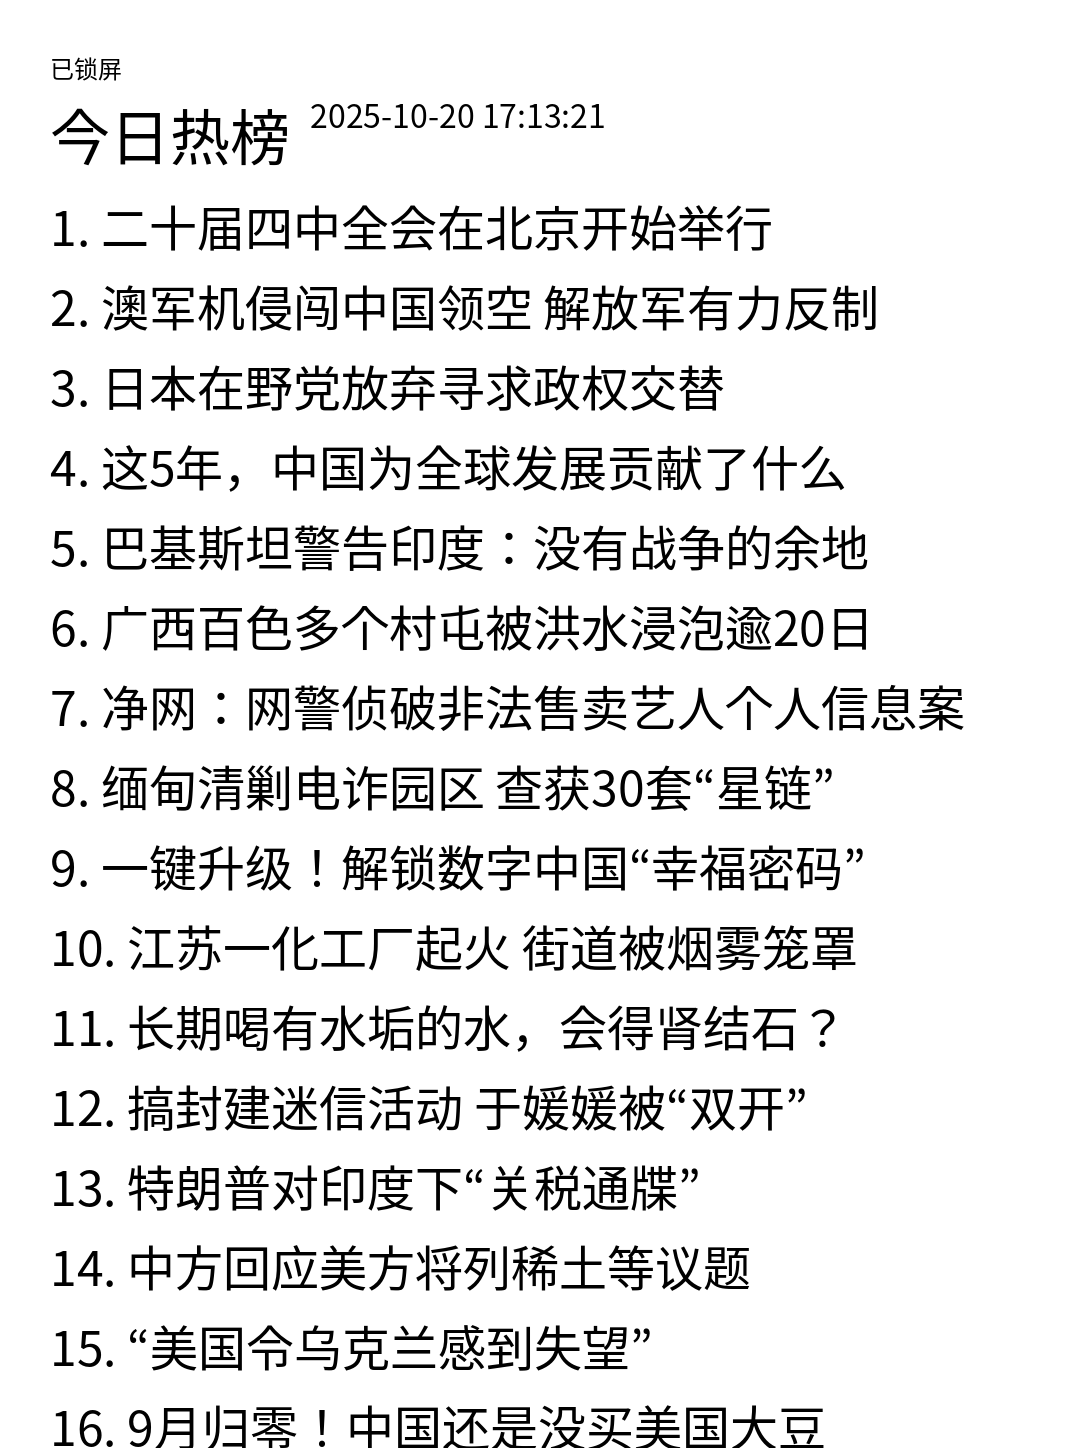 已锁屏
今日热榜 2025-10-20 17:13:21
1. 二十届四中全会在北京开始举行
2. 澳军机侵闯中国领空 解放军有力反制
3. 日本在野党放弃寻求政权交替
4. 这5年，中国为全球发展贡献了什么
5. 巴基斯坦警告印度：没有战争的余地
6. 广西百色多个村屯被洪水浸泡逾20日
7. 净网：网警侦破非法售卖艺人个人信息案
8. 缅甸清剿电诈园区 查获30套“星链”
9. 一键升级！解锁数字中国“幸福密码”
10. 江苏一化工厂起火 街道被烟雾笼罩
11. 长期喝有水垢的水，会得肾结石？
12. 搞封建迷信活动 于媛媛被“双开”
13. 特朗普对印度下“关税通牒”
14. 中方回应美方将列稀土等议题
15. “美国令乌克兰感到失望”
16. 9月归零！中国还是没买美国大豆